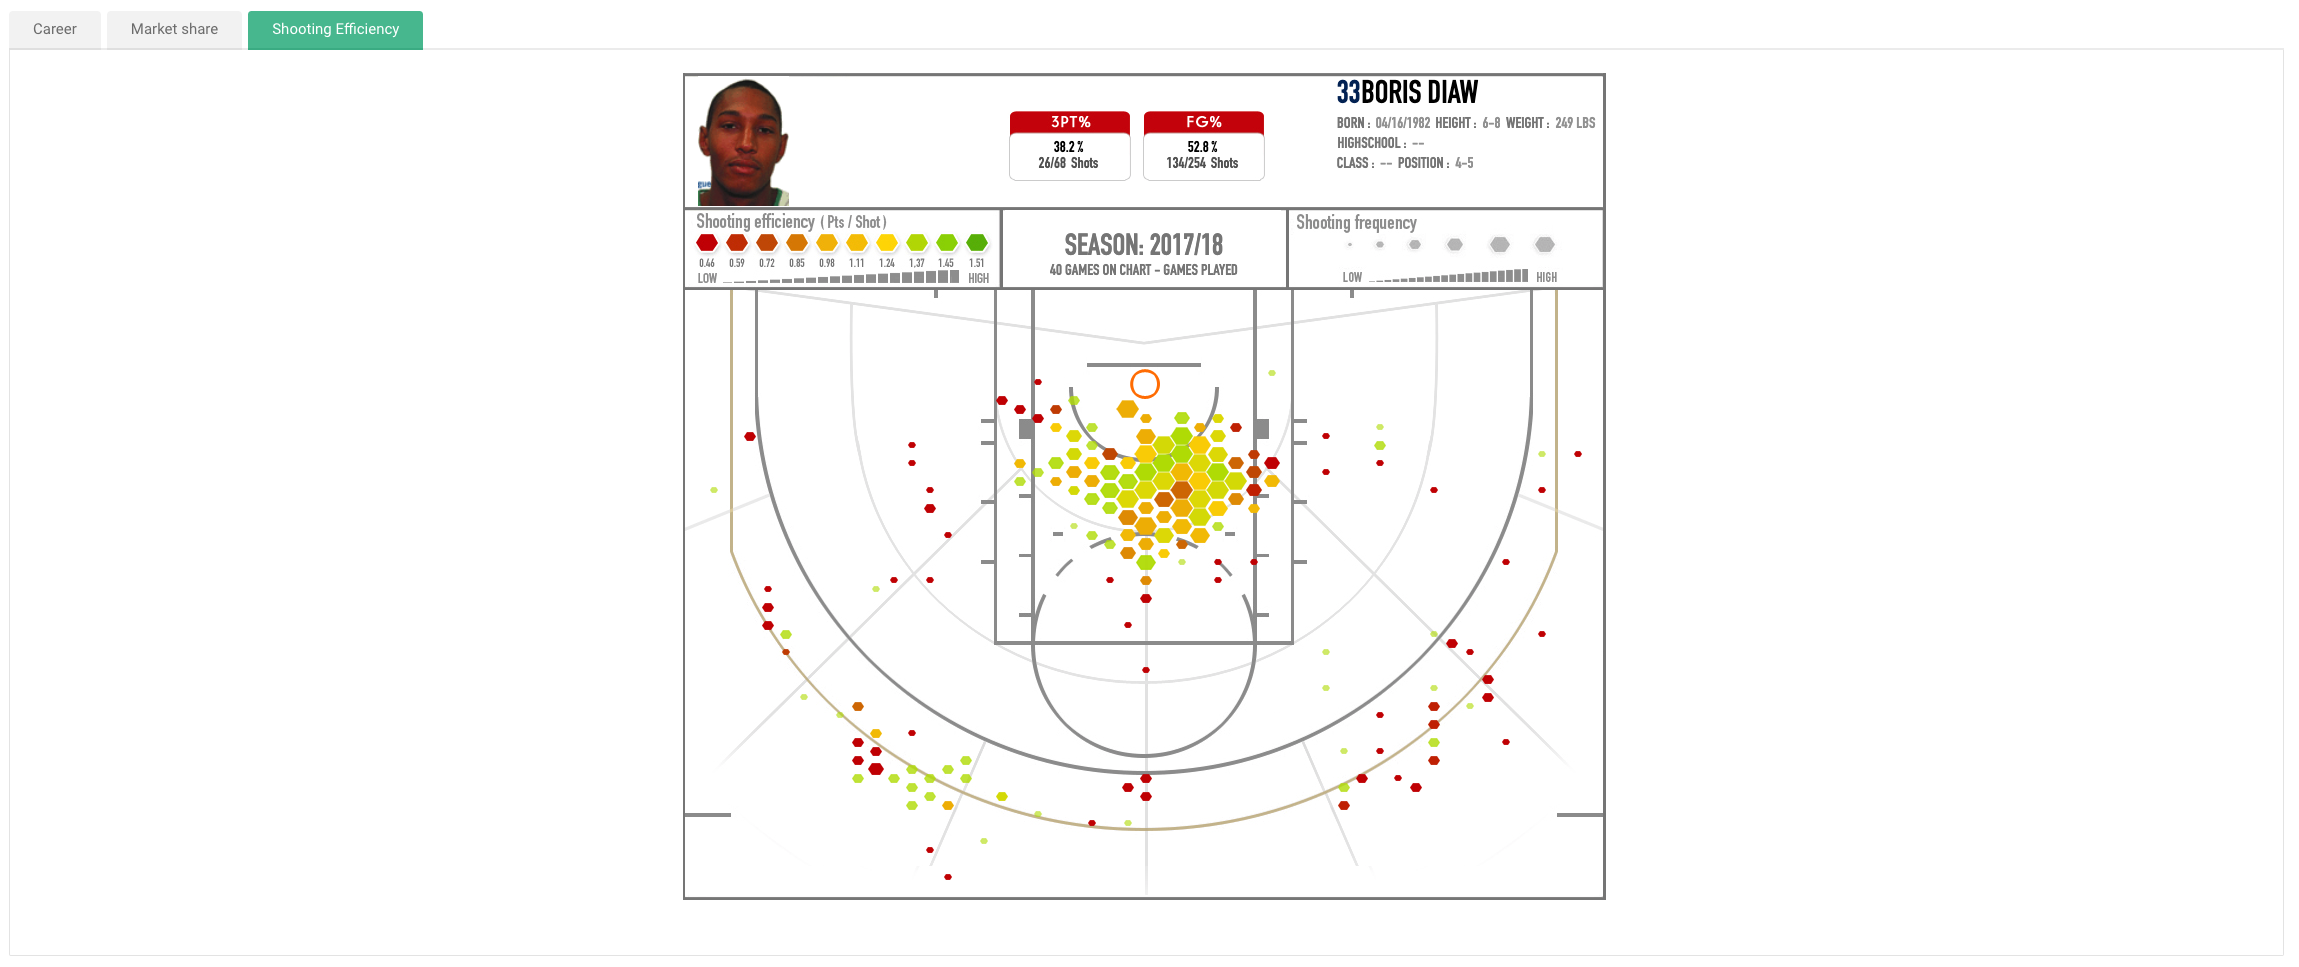 Career Market share Shooting Efficiency
33BORIS DIAW
3PT% FG%
38.2 % 52.8 %
26/68 Shots 134/254 Shots
BORN : 04/16/1982 HEIGHT : 6-8 WEIGHT : 249 LBS
HIGHSCHOOL : --
CLASS : -- POSITION : 4-5
gue
Shooting efficiency ( Pts / Shot )
0.46 0.59 0.72 0.85 0.98 1.11 1.24 1.37 1.45 1.51
LOW HIGH
SEASON: 2017/18
40 GAMES ON CHART - GAMES PLAYED
Shooting frequency
LOW HIGH